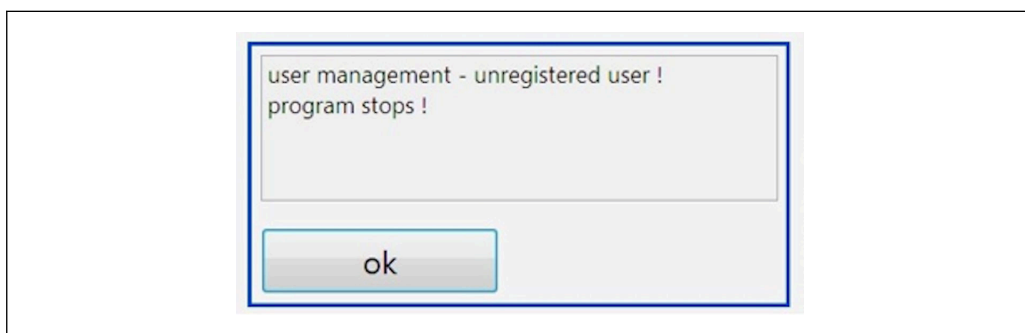 user management - unregistered user !
program stops !
ok